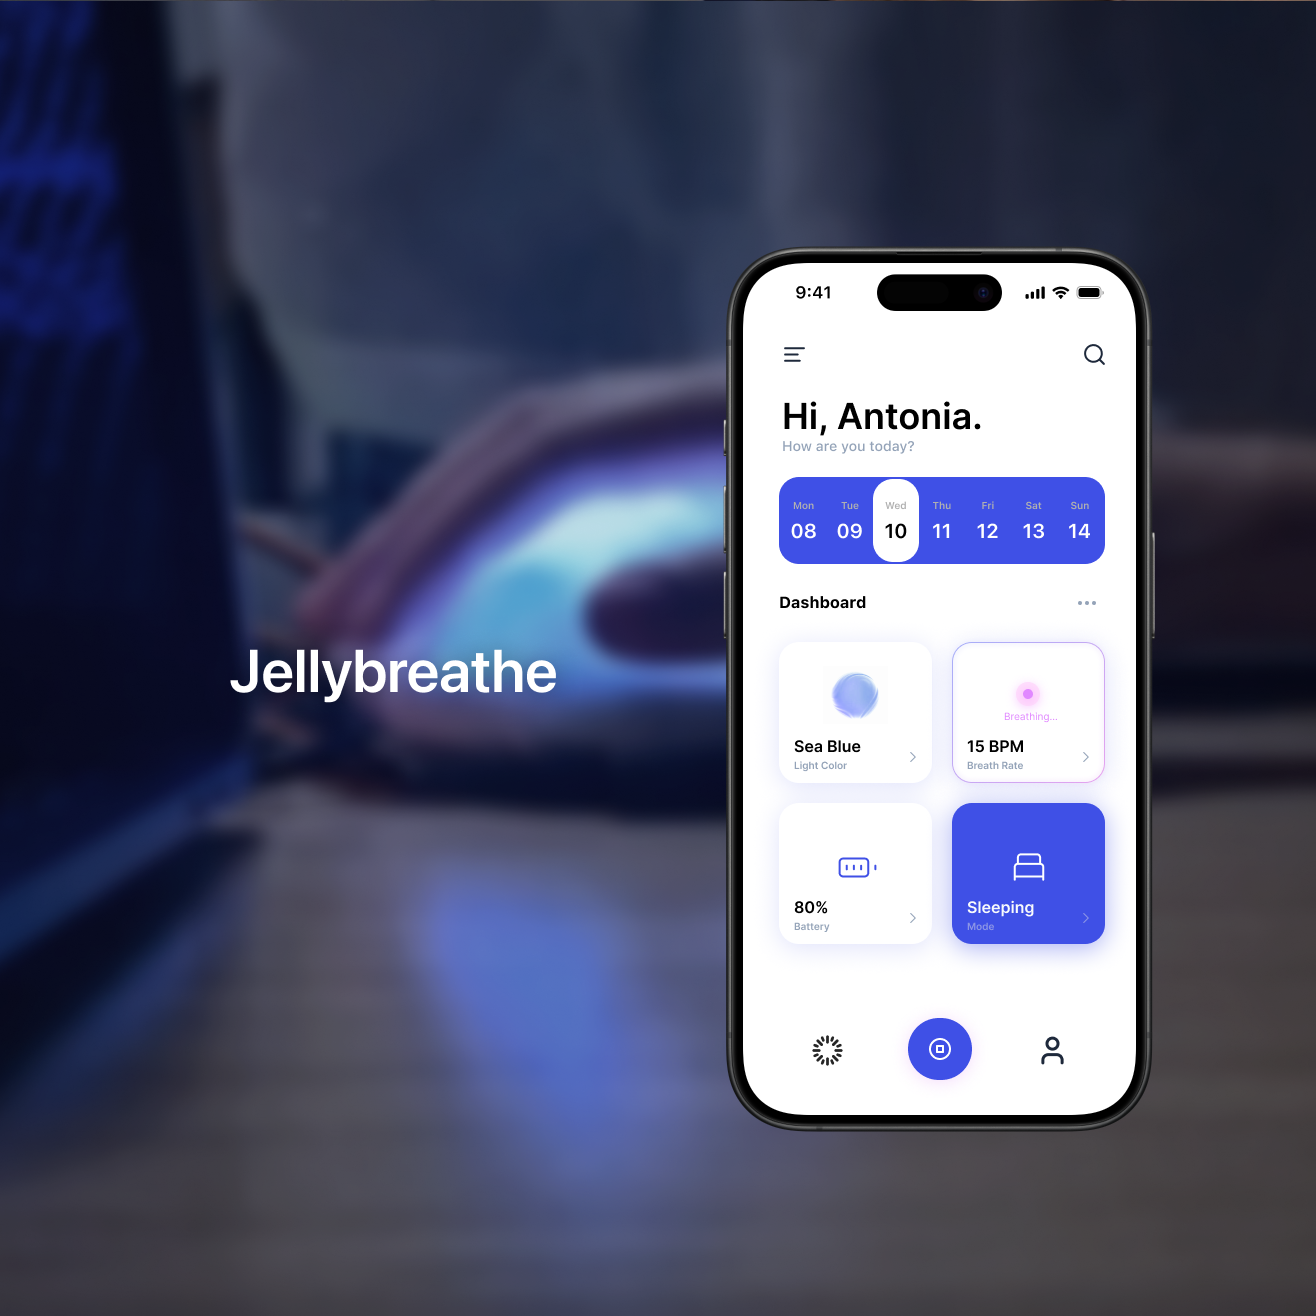 Jellybreathe
9:41
Hi, Antonia.
How are you today?
Mon Tue Wed Thu Fri Sat Sun
08 09 10 11 12 13 14
Dashboard
Breathing...
Sea Blue
Light Color
15 BPM
Breath Rate
80%
Battery
Sleeping
Mode